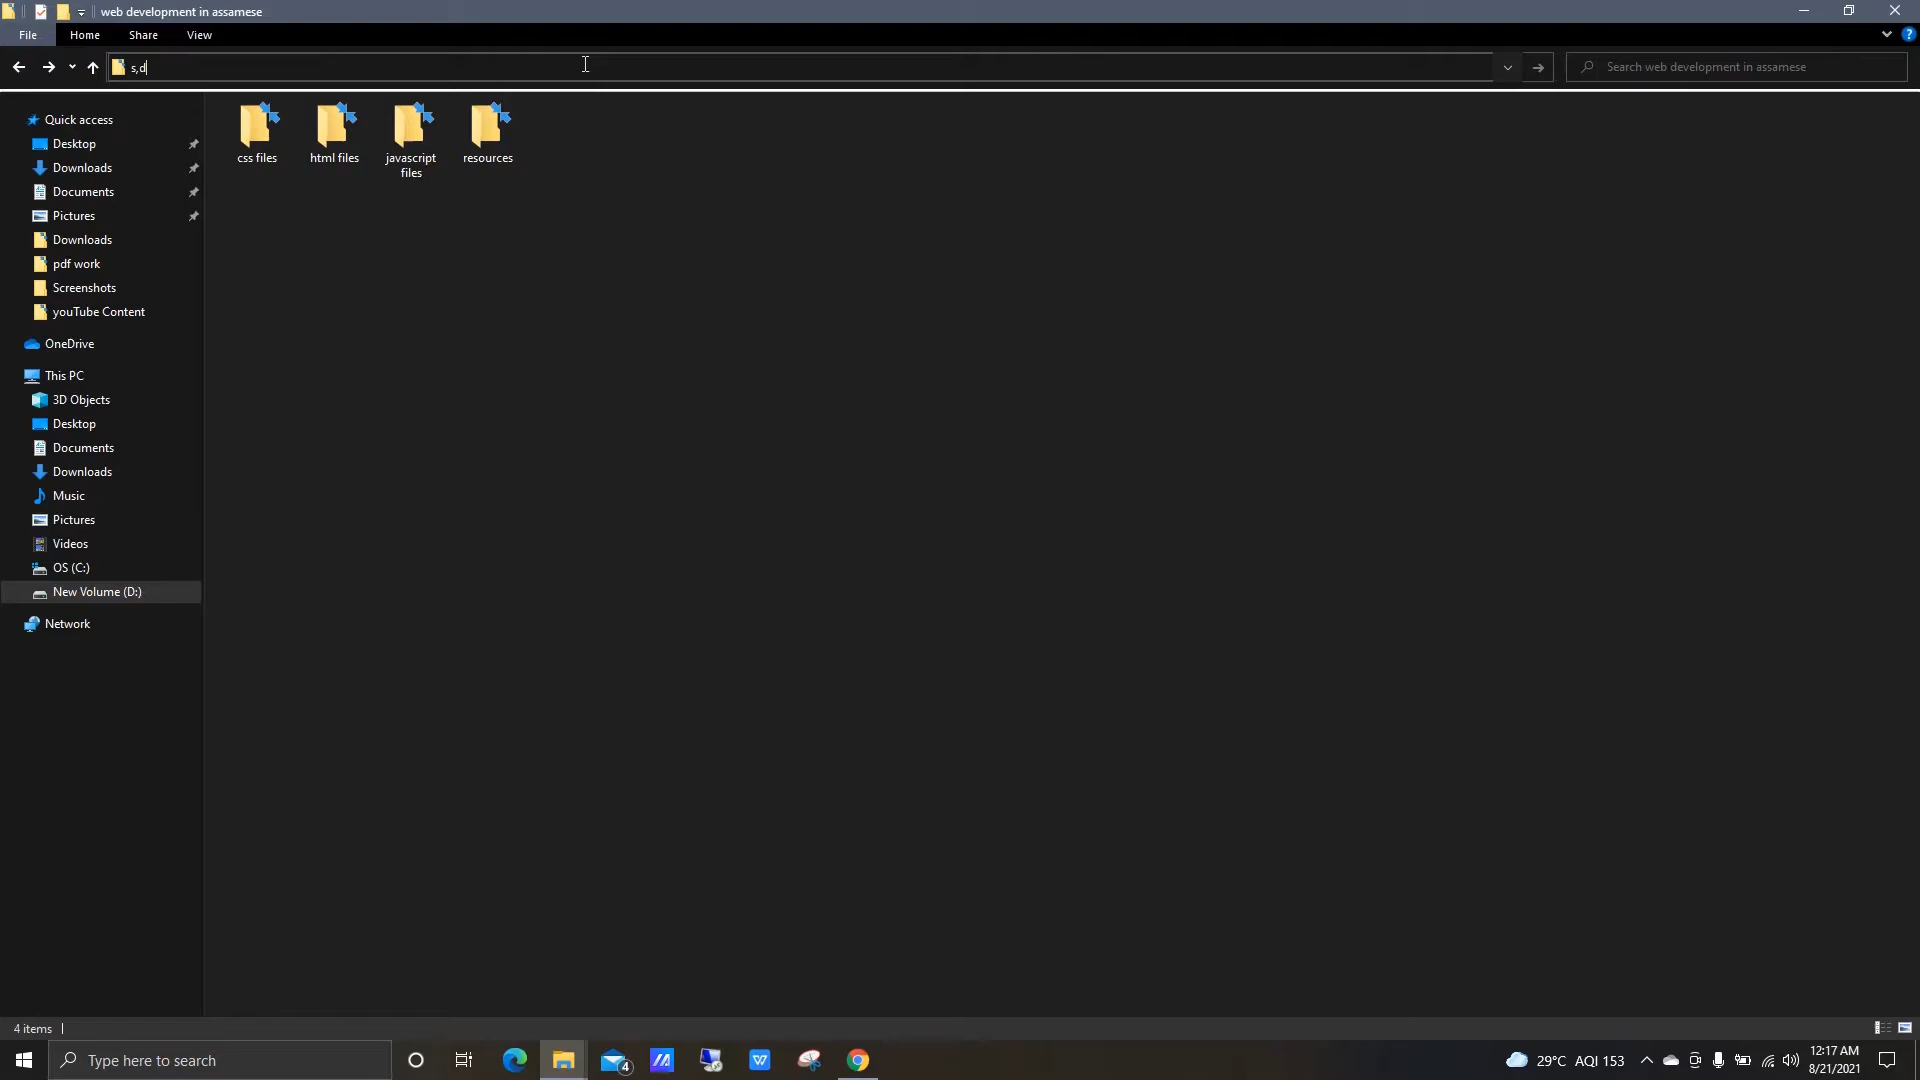 web development in assamese
File Home Share View
s,d
Search web development in assamese
Quick access
Desktop
Downloads
Documents
Pictures
Downloads
pdf work
Screenshots
youTube Content
OneDrive
This PC
3D Objects
Desktop
Documents
Downloads
Music
Pictures
Videos
OS (C:)
New Volume (D:)
Network
css files
html files
javascript
files
resources
4 items
Type here to search
4
29°C AQI 153
12:17 AM
8/21/2021